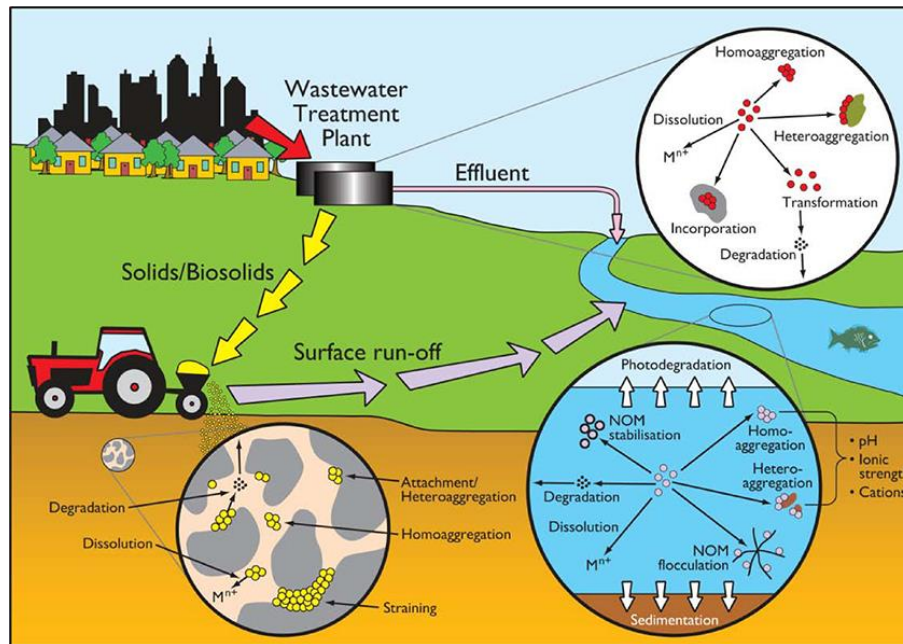 Wastewater
Treatment
Plant
Effluent
Solids/Biosolids
Surface run-off
Homoaggregation
Dissolution
Mⁿ⁺
Heteroaggregation
Incorporation
Transformation
Degradation
Photodegradation
NOM
stabilisation
Homo-
aggregation
Hetero-
aggregation
• pH
• Ionic
strength
• Cations
Degradation
Dissolution
Mⁿ⁺
NOM
flocculation
Sedimentation
Attachment/
Heteroaggregation
Degradation
Homoaggregation
Dissolution
Mⁿ⁺
Straining